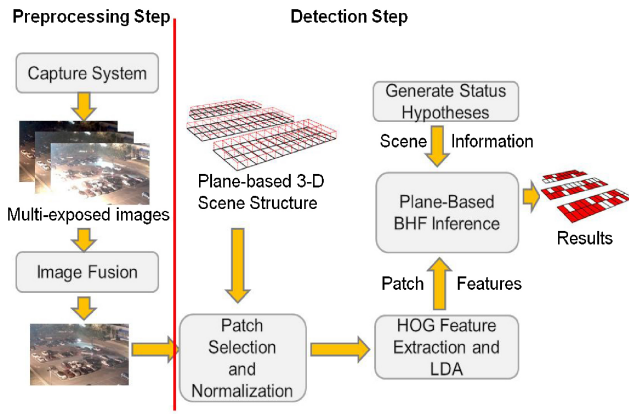 Preprocessing Step
Detection Step
Capture System
Multi-exposed images
Image Fusion
Plane-based 3-D
Scene Structure
Patch
Selection
and
Normalization
HOG Feature
Extraction and
LDA
Patch Features
Generate Status
Hypotheses
Scene Information
Plane-Based
BHF Inference
Results